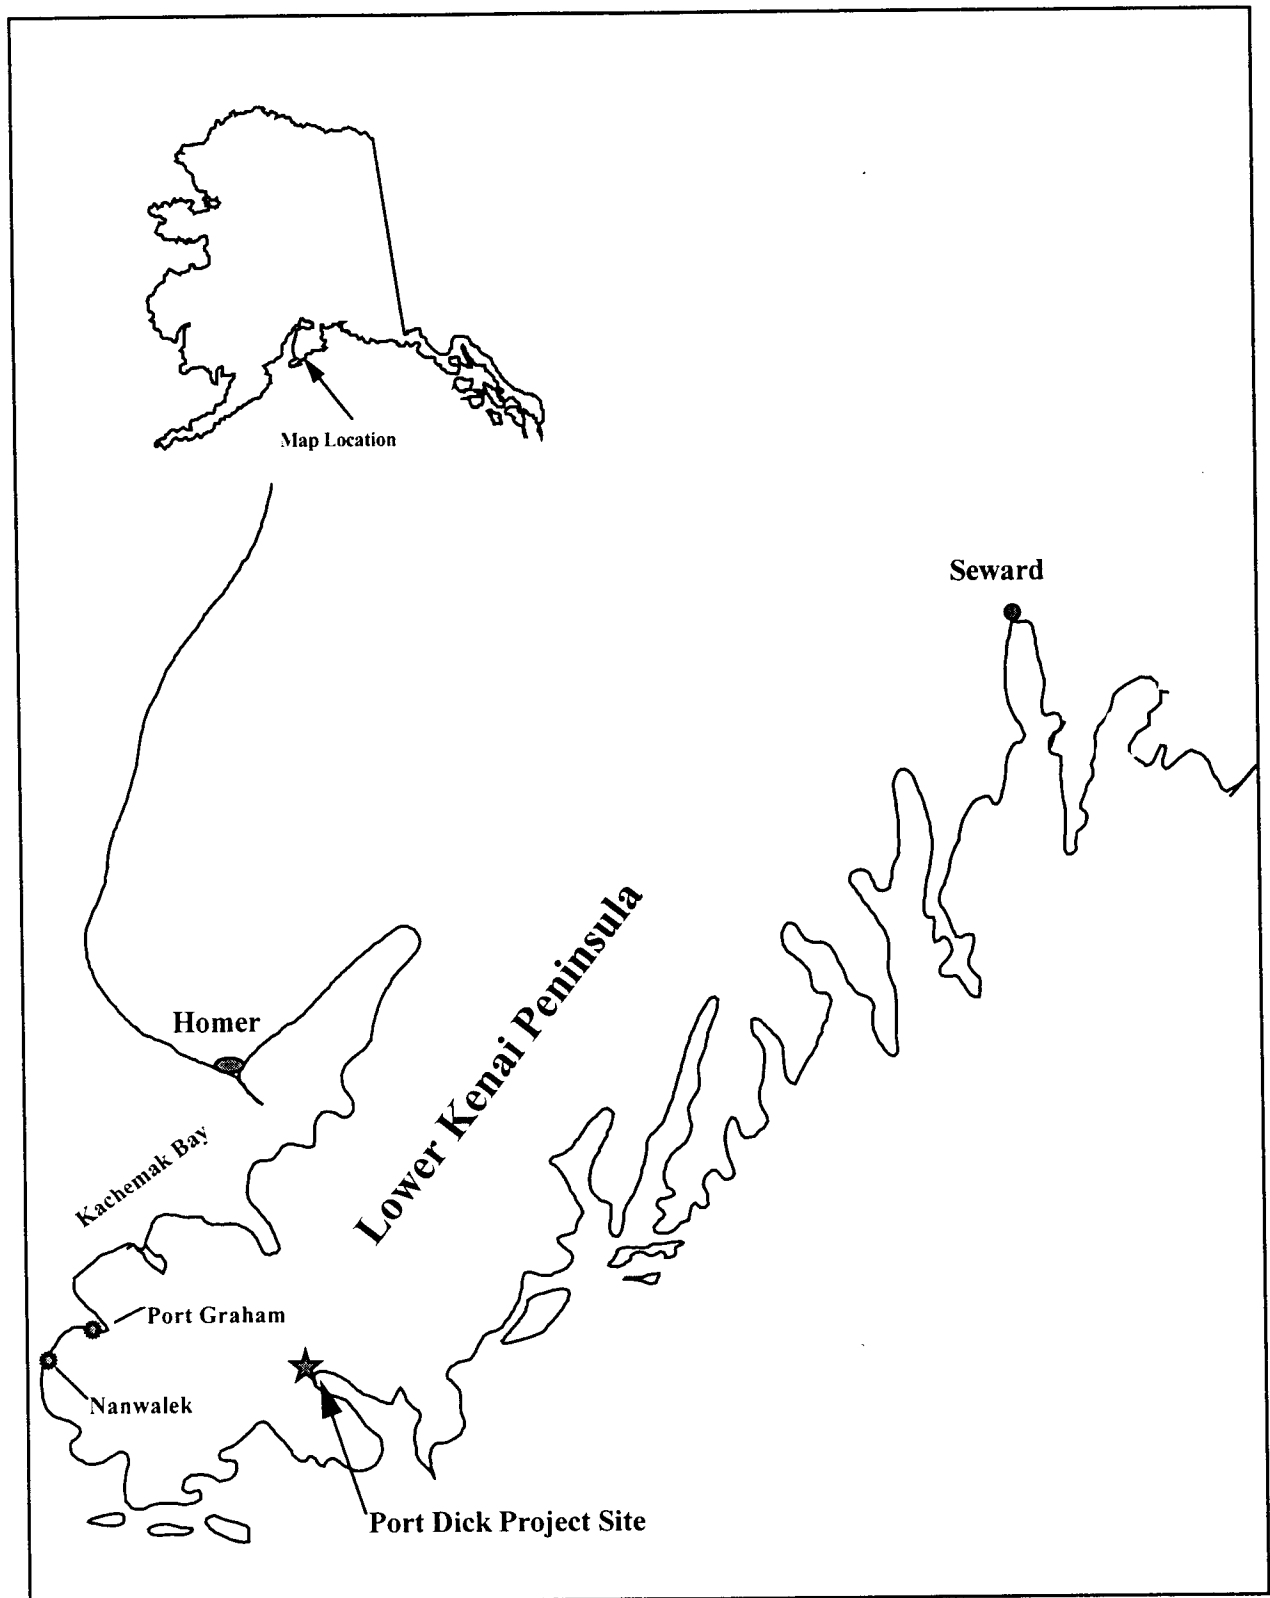 Map Location
Seward
Homer
Lower Kenai Peninsula
Kachemak Bay
Port Graham
Nanwalek
Port Dick Project Site